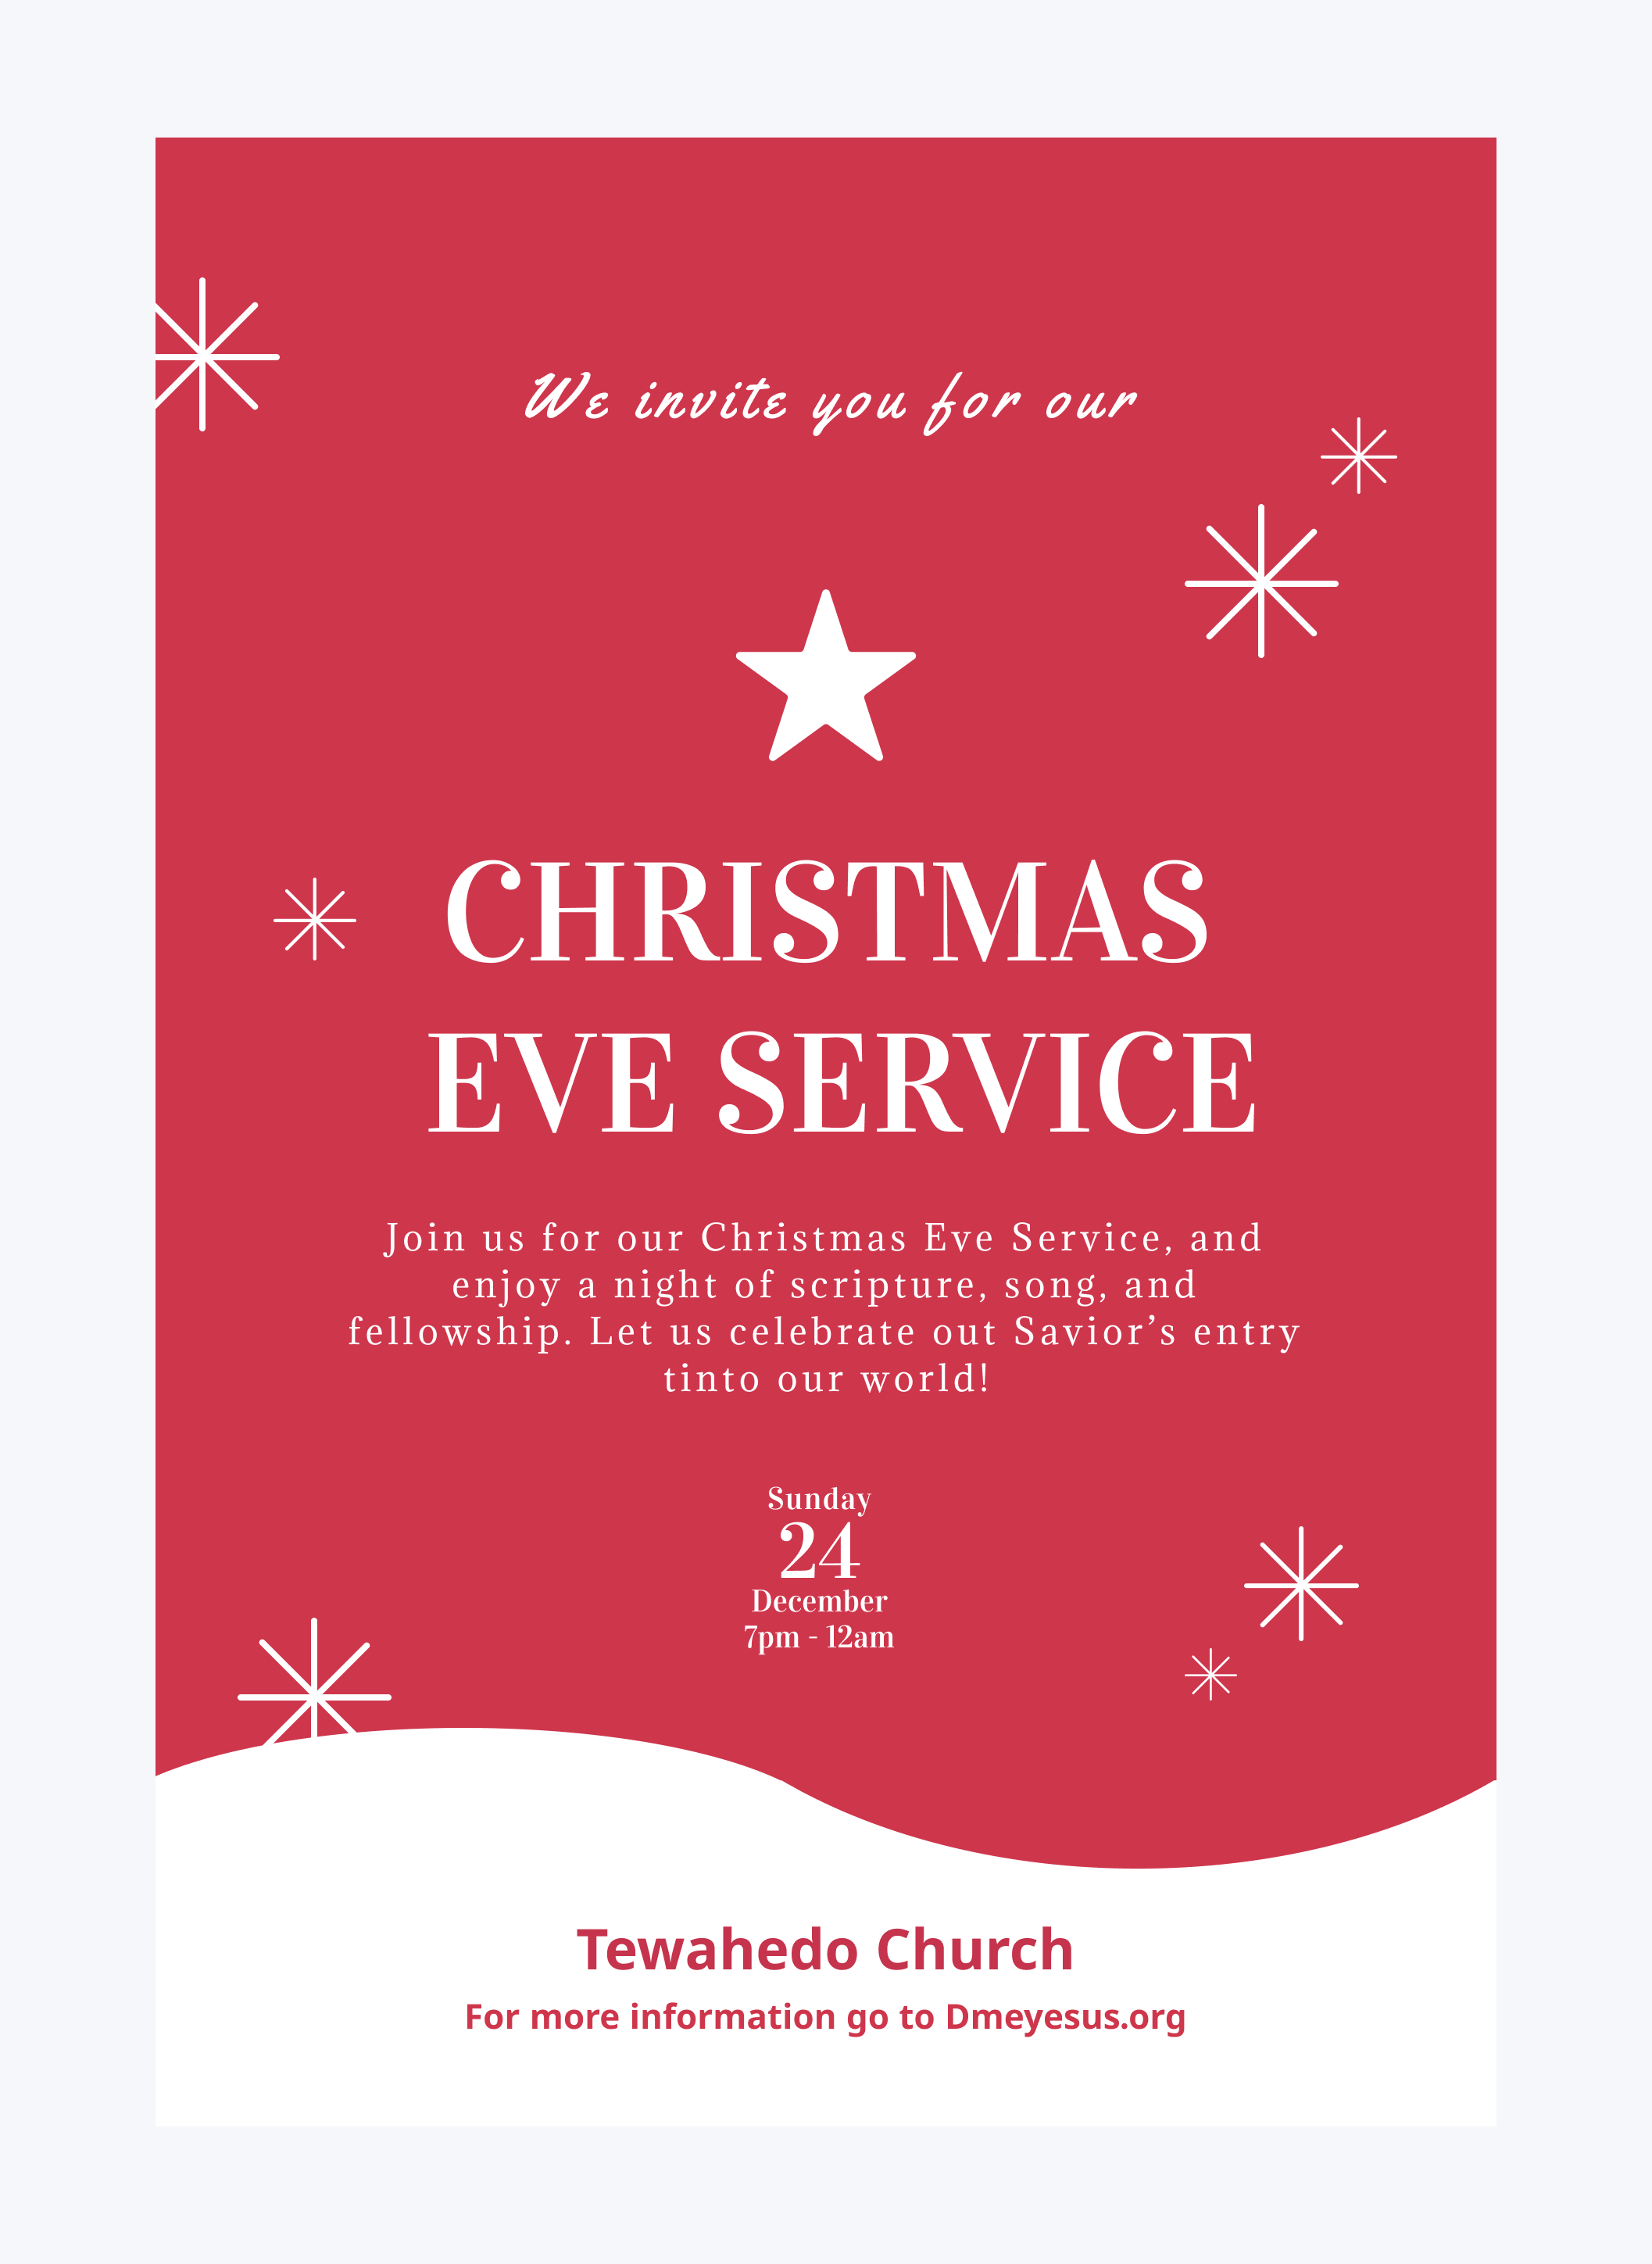 We invite you for our
CHRISTMAS
EVE SERVICE
Join us for our Christmas Eve Service, and
enjoy a night of scripture, song, and
fellowship. Let us celebrate out Savior’s entry
tinto our world!
Sunday
24
December
7pm - 12am
Tewahedo Church
For more information go to Dmeyesus.org